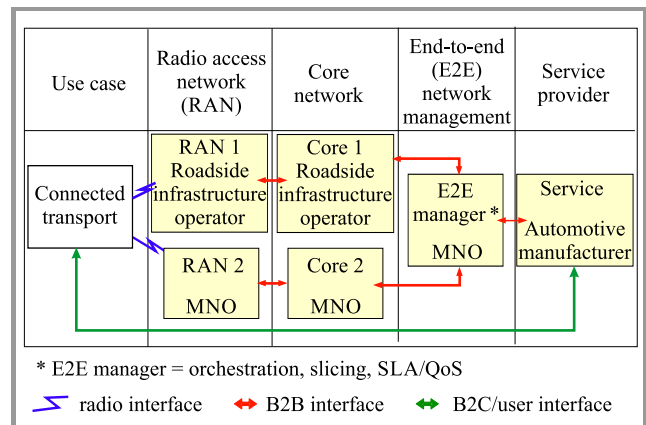 Use case
Radio access
network
(RAN)
Core
network
End-to-end
(E2E)
network
management
Service
provider
Connected
transport
RAN 1
Roadside
infrastructure
operator
Core 1
Roadside
infrastructure
operator
E2E
manager *
MNO
Service
Automotive
manufacturer
RAN 2
MNO
Core 2
MNO
* E2E manager = orchestration, slicing, SLA/QoS
radio interface
B2B interface
B2C/user interface